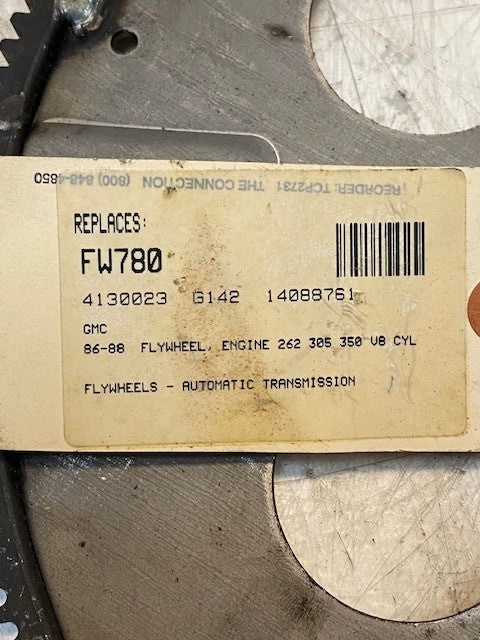 REORDER: TCP2731 THE CONNECTION (800) 848-4850
REPLACES:
FW780
4130023 G142 14088761
GMC
86-88 FLYWHEEL, ENGINE 262 305 350 V8 CYL
FLYWHEELS - AUTOMATIC TRANSMISSION